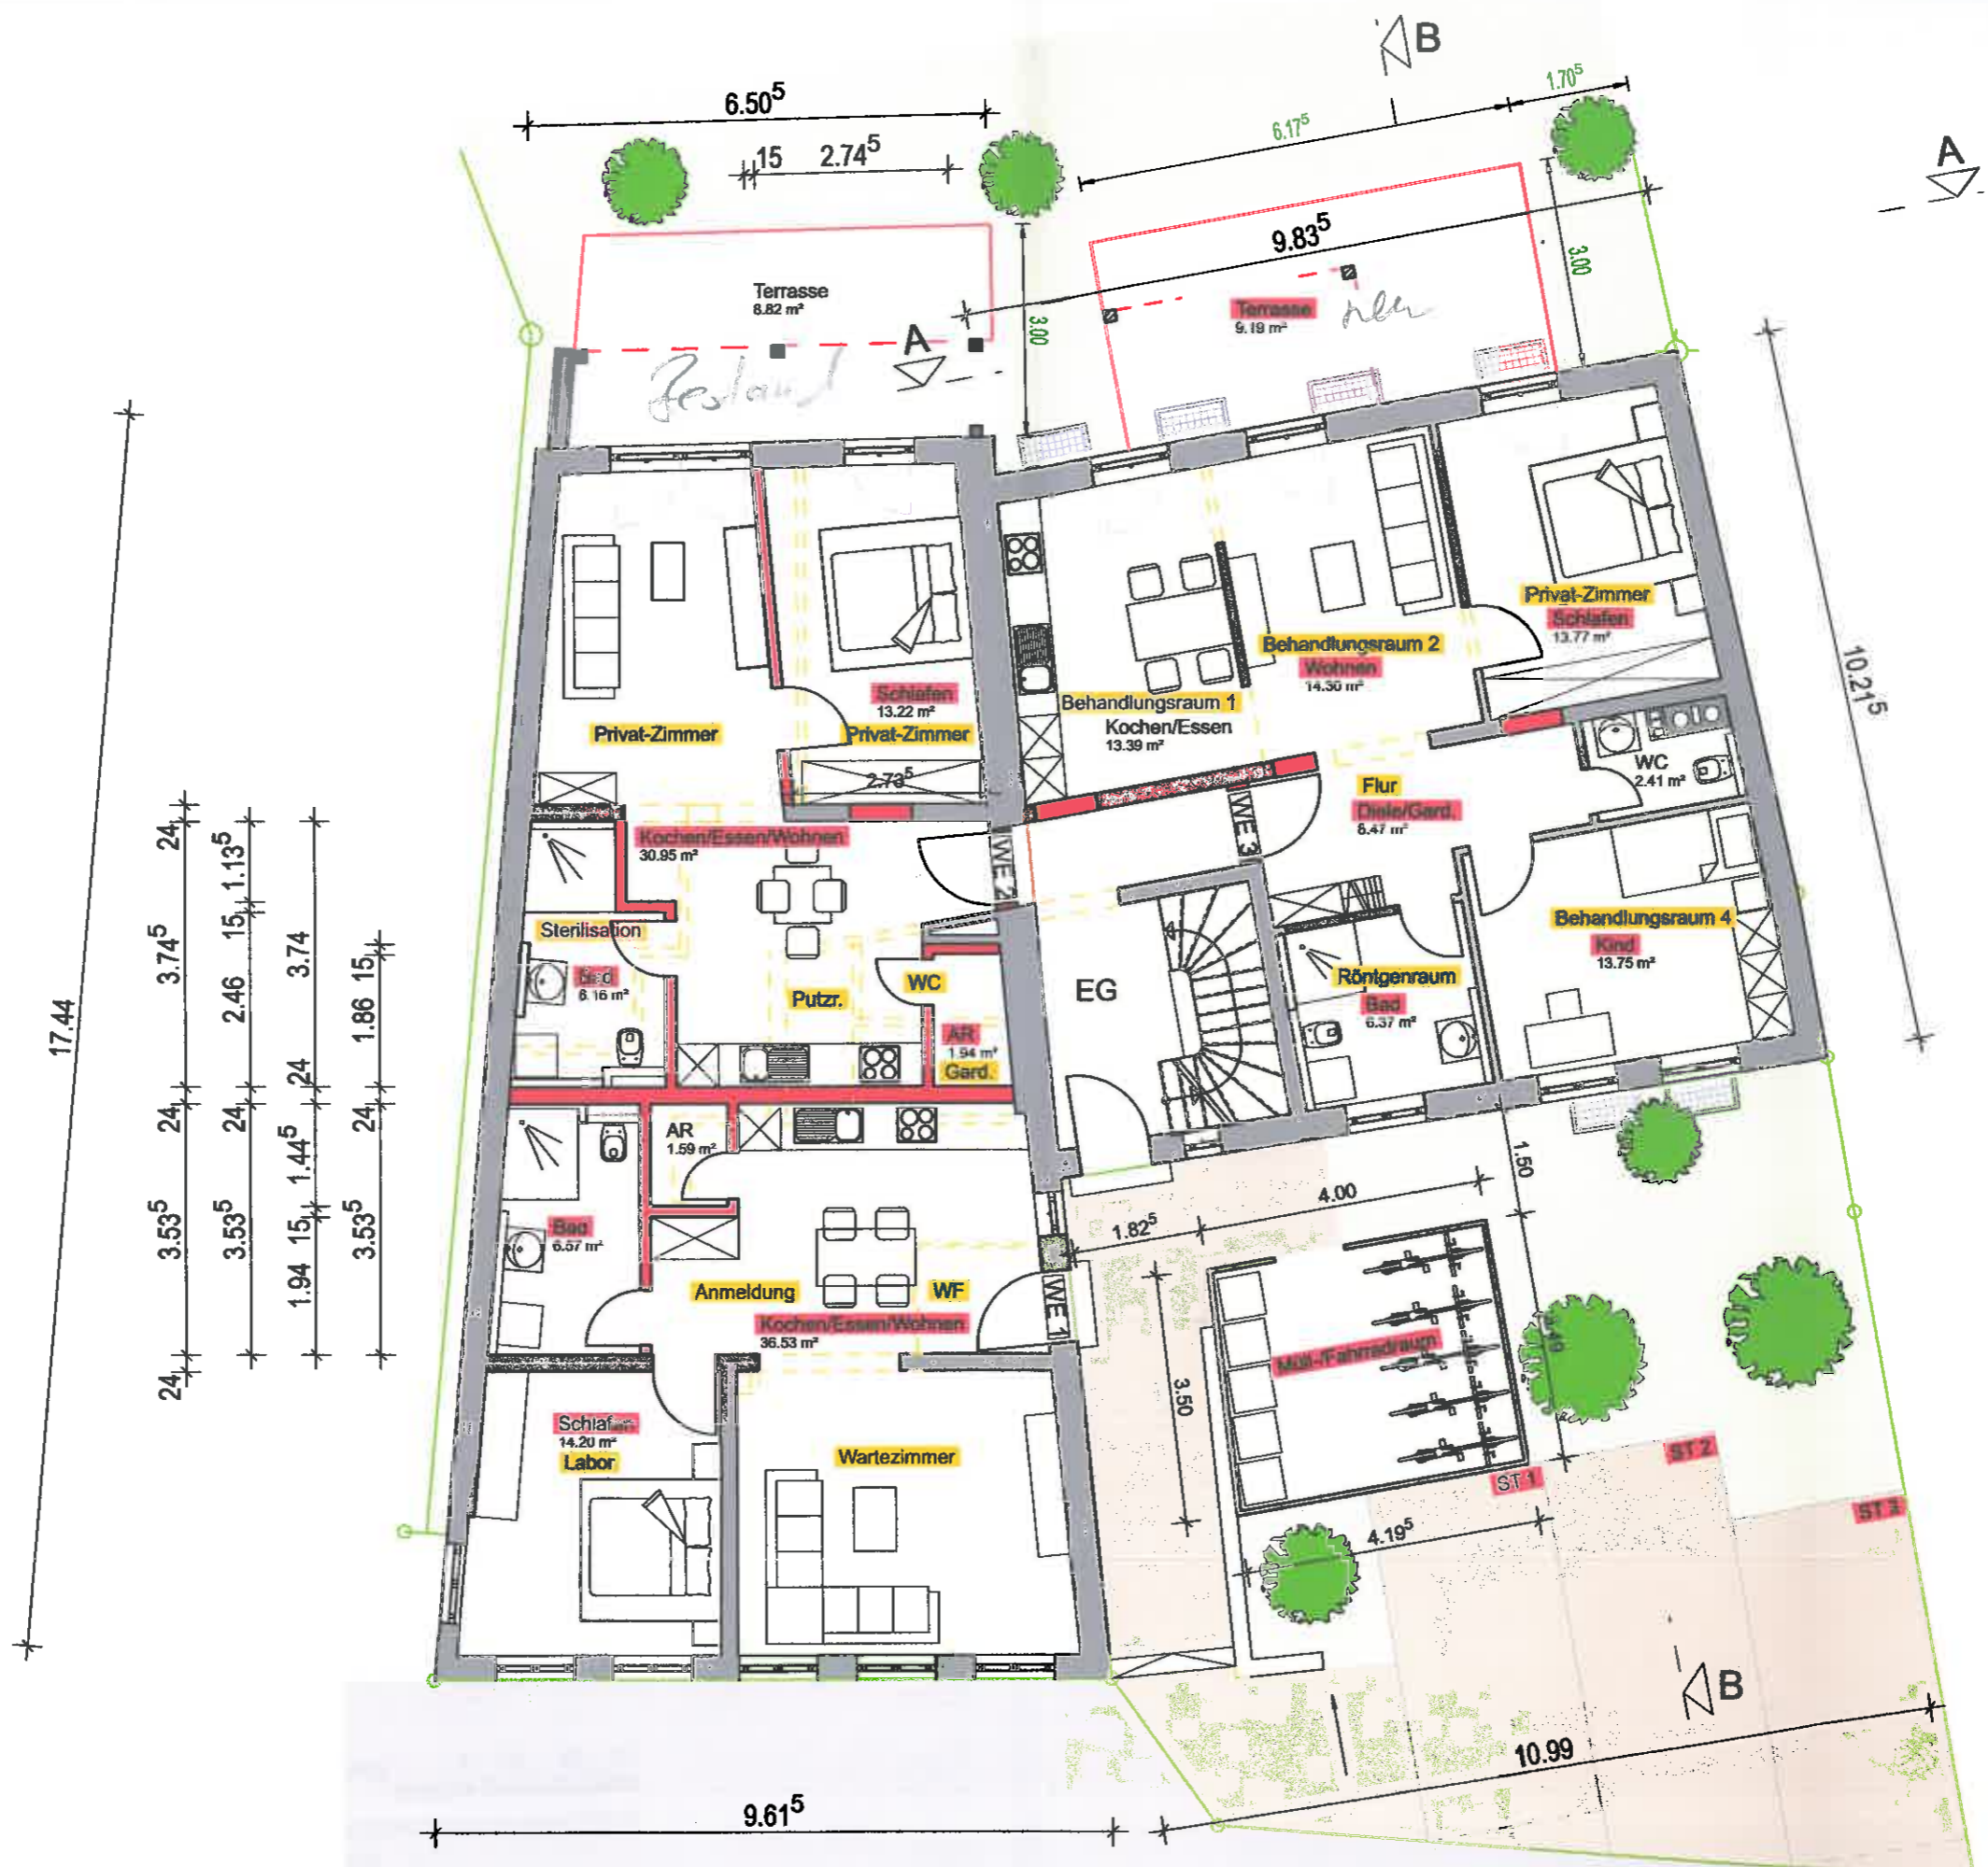 B
6.50⁵
1.70⁵
6.17⁵
15 2.74⁵
A
9.83⁵
3.00
Terrasse
8.82 m²
Terrasse
9.19 m²
neu
3.00
A
Bestand
Privat-Zimmer
Schlafen
13.77 m²
Behandlungsraum 2
Wohnen
14.30 m²
10.21⁵
Schlafen
13.22 m²
Privat-Zimmer
Privat-Zimmer
Behandlungsraum 1
Kochen/Essen
13.39 m²
2.73⁵
WC
2.41 m²
Flur
Diele/Gard.
8.47 m²
WE 3
Kochen/Essen/Wohnen
30.95 m²
WE 2
24
1.13⁵
Sterilisation
Behandlungsraum 4
Kind
13.75 m²
3.74⁵
15
2.46
3.74
15
1.86
Bad
6.16 m²
Putzr.
WC
EG
Röntgenraum
Bad
6.37 m²
AR
1.94 m²
Gard.
17.44
24
24
24
24
AR
1.59 m²
1.44⁵
1.50
4.00
1.82⁵
3.53⁵
3.53⁵
15
1.94
3.53⁵
Bad
6.57 m²
Anmeldung
WF
WE 1
Kochen/Essen/Wohnen
36.53 m²
Müll-/Fahrradraum
24
3.50
Schlafen
14.20 m²
Labor
Wartezimmer
ST 1
ST 2
ST 3
4.19⁵
B
10.99
9.61⁵